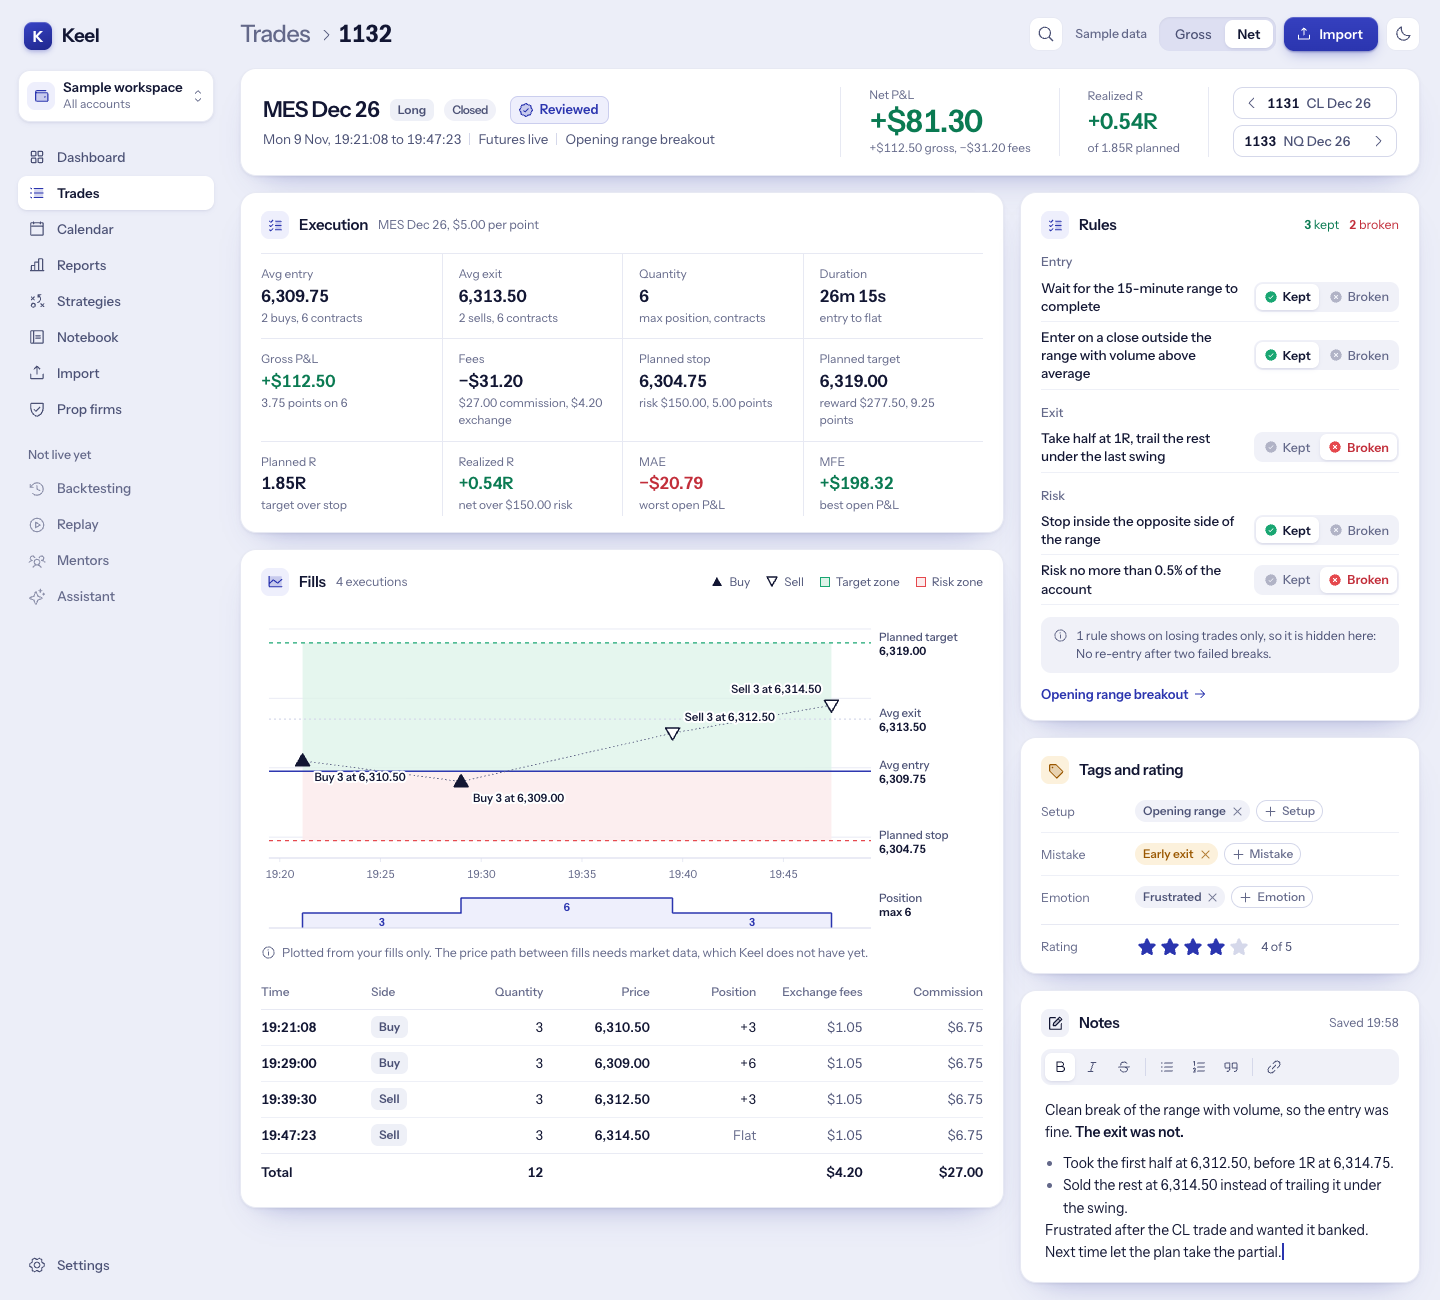 K Keel
Sample workspace
All accounts
Dashboard
Trades
Calendar
Reports
Strategies
Notebook
Import
Prop firms
Not live yet
Backtesting
Replay
Mentors
Assistant
Settings
Trades > 1132
Sample data
Gross Net
Import
MES Dec 26 Long Closed Reviewed
Mon 9 Nov, 19:21:08 to 19:47:23 Futures live Opening range breakout
Net P&L
+$81.30
+$112.50 gross, −$31.20 fees
Realized R
+0.54R
of 1.85R planned
1131 CL Dec 26
1133 NQ Dec 26
Execution MES Dec 26, $5.00 per point
Avg entry
6,309.75
2 buys, 6 contracts
Avg exit
6,313.50
2 sells, 6 contracts
Quantity
6
max position, contracts
Duration
26m 15s
entry to flat
Gross P&L
+$112.50
3.75 points on 6
Fees
−$31.20
$27.00 commission, $4.20
exchange
Planned stop
6,304.75
risk $150.00, 5.00 points
Planned target
6,319.00
reward $277.50, 9.25
points
Planned R
1.85R
target over stop
Realized R
+0.54R
net over $150.00 risk
MAE
−$20.79
worst open P&L
MFE
+$198.32
best open P&L
Fills 4 executions
Buy Sell Target zone Risk zone
Planned target
6,319.00
Sell 3 at 6,314.50
Sell 3 at 6,312.50
Avg exit
6,313.50
Buy 3 at 6,310.50
Buy 3 at 6,309.00
Avg entry
6,309.75
Planned stop
6,304.75
19:20 19:25 19:30 19:35 19:40 19:45
3 6 3
Position
max 6
Plotted from your fills only. The price path between fills needs market data, which Keel does not have yet.
Time Side Quantity Price Position Exchange fees Commission
19:21:08 Buy 3 6,310.50 +3 $1.05 $6.75
19:29:00 Buy 3 6,309.00 +6 $1.05 $6.75
19:39:30 Sell 3 6,312.50 +3 $1.05 $6.75
19:47:23 Sell 3 6,314.50 Flat $1.05 $6.75
Total 12 $4.20 $27.00
Rules 3 kept 2 broken
Entry
Wait for the 15-minute range to
complete
Kept Broken
Enter on a close outside the
range with volume above
average
Kept Broken
Exit
Take half at 1R, trail the rest
under the last swing
Kept Broken
Risk
Stop inside the opposite side of
the range
Kept Broken
Risk no more than 0.5% of the
account
Kept Broken
1 rule shows on losing trades only, so it is hidden here:
No re-entry after two failed breaks.
Opening range breakout
Tags and rating
Setup Opening range Setup
Mistake Early exit Mistake
Emotion Frustrated Emotion
Rating 4 of 5
Notes Saved 19:58
B I S
Clean break of the range with volume, so the entry was
fine. The exit was not.
• Took the first half at 6,312.50, before 1R at 6,314.75.
• Sold the rest at 6,314.50 instead of trailing it under
the swing.
Frustrated after the CL trade and wanted it banked.
Next time let the plan take the partial.